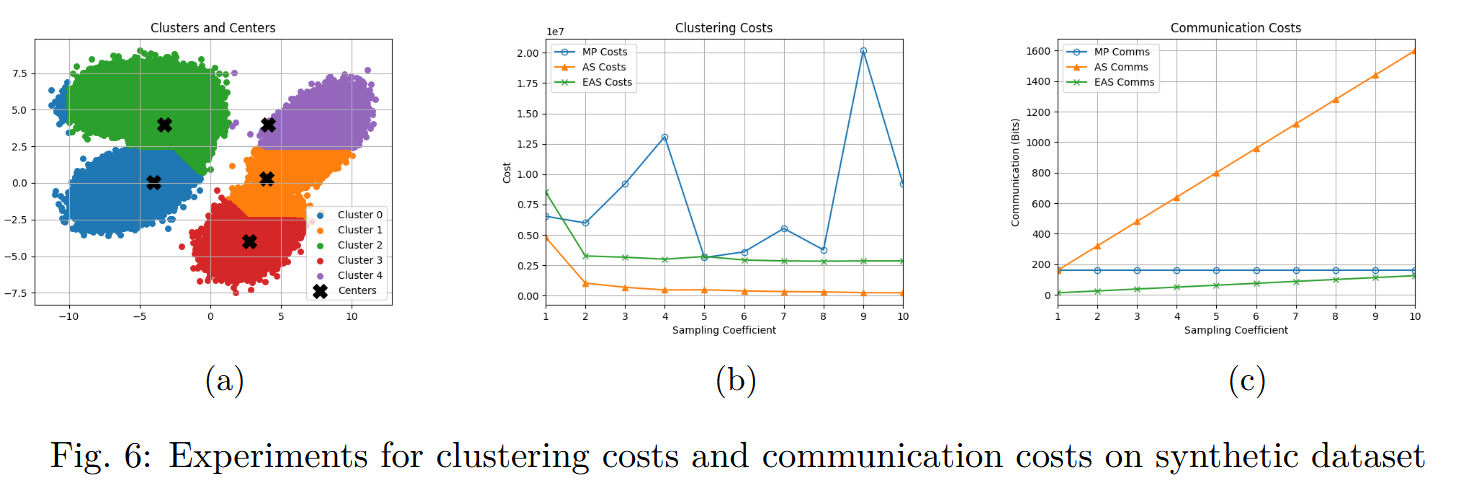 Clusters and Centers
7.5
5.0
2.5
0.0
−2.5
−5.0
−7.5
−10
−5
0
5
10
Cluster 0
Cluster 1
Cluster 2
Cluster 3
Cluster 4
Centers
(a)
Clustering Costs
1e7
Cost
2.00
1.75
1.50
1.25
1.00
0.75
0.50
0.25
0.00
MP Costs
AS Costs
EAS Costs
1 2 3 4 5 6 7 8 9 10
Sampling Coefficient
(b)
Communication Costs
Communication (Bits)
1600
1400
1200
1000
800
600
400
200
0
MP Comms
AS Comms
EAS Comms
1 2 3 4 5 6 7 8 9 10
Sampling Coefficient
(c)
Fig. 6: Experiments for clustering costs and communication costs on synthetic dataset